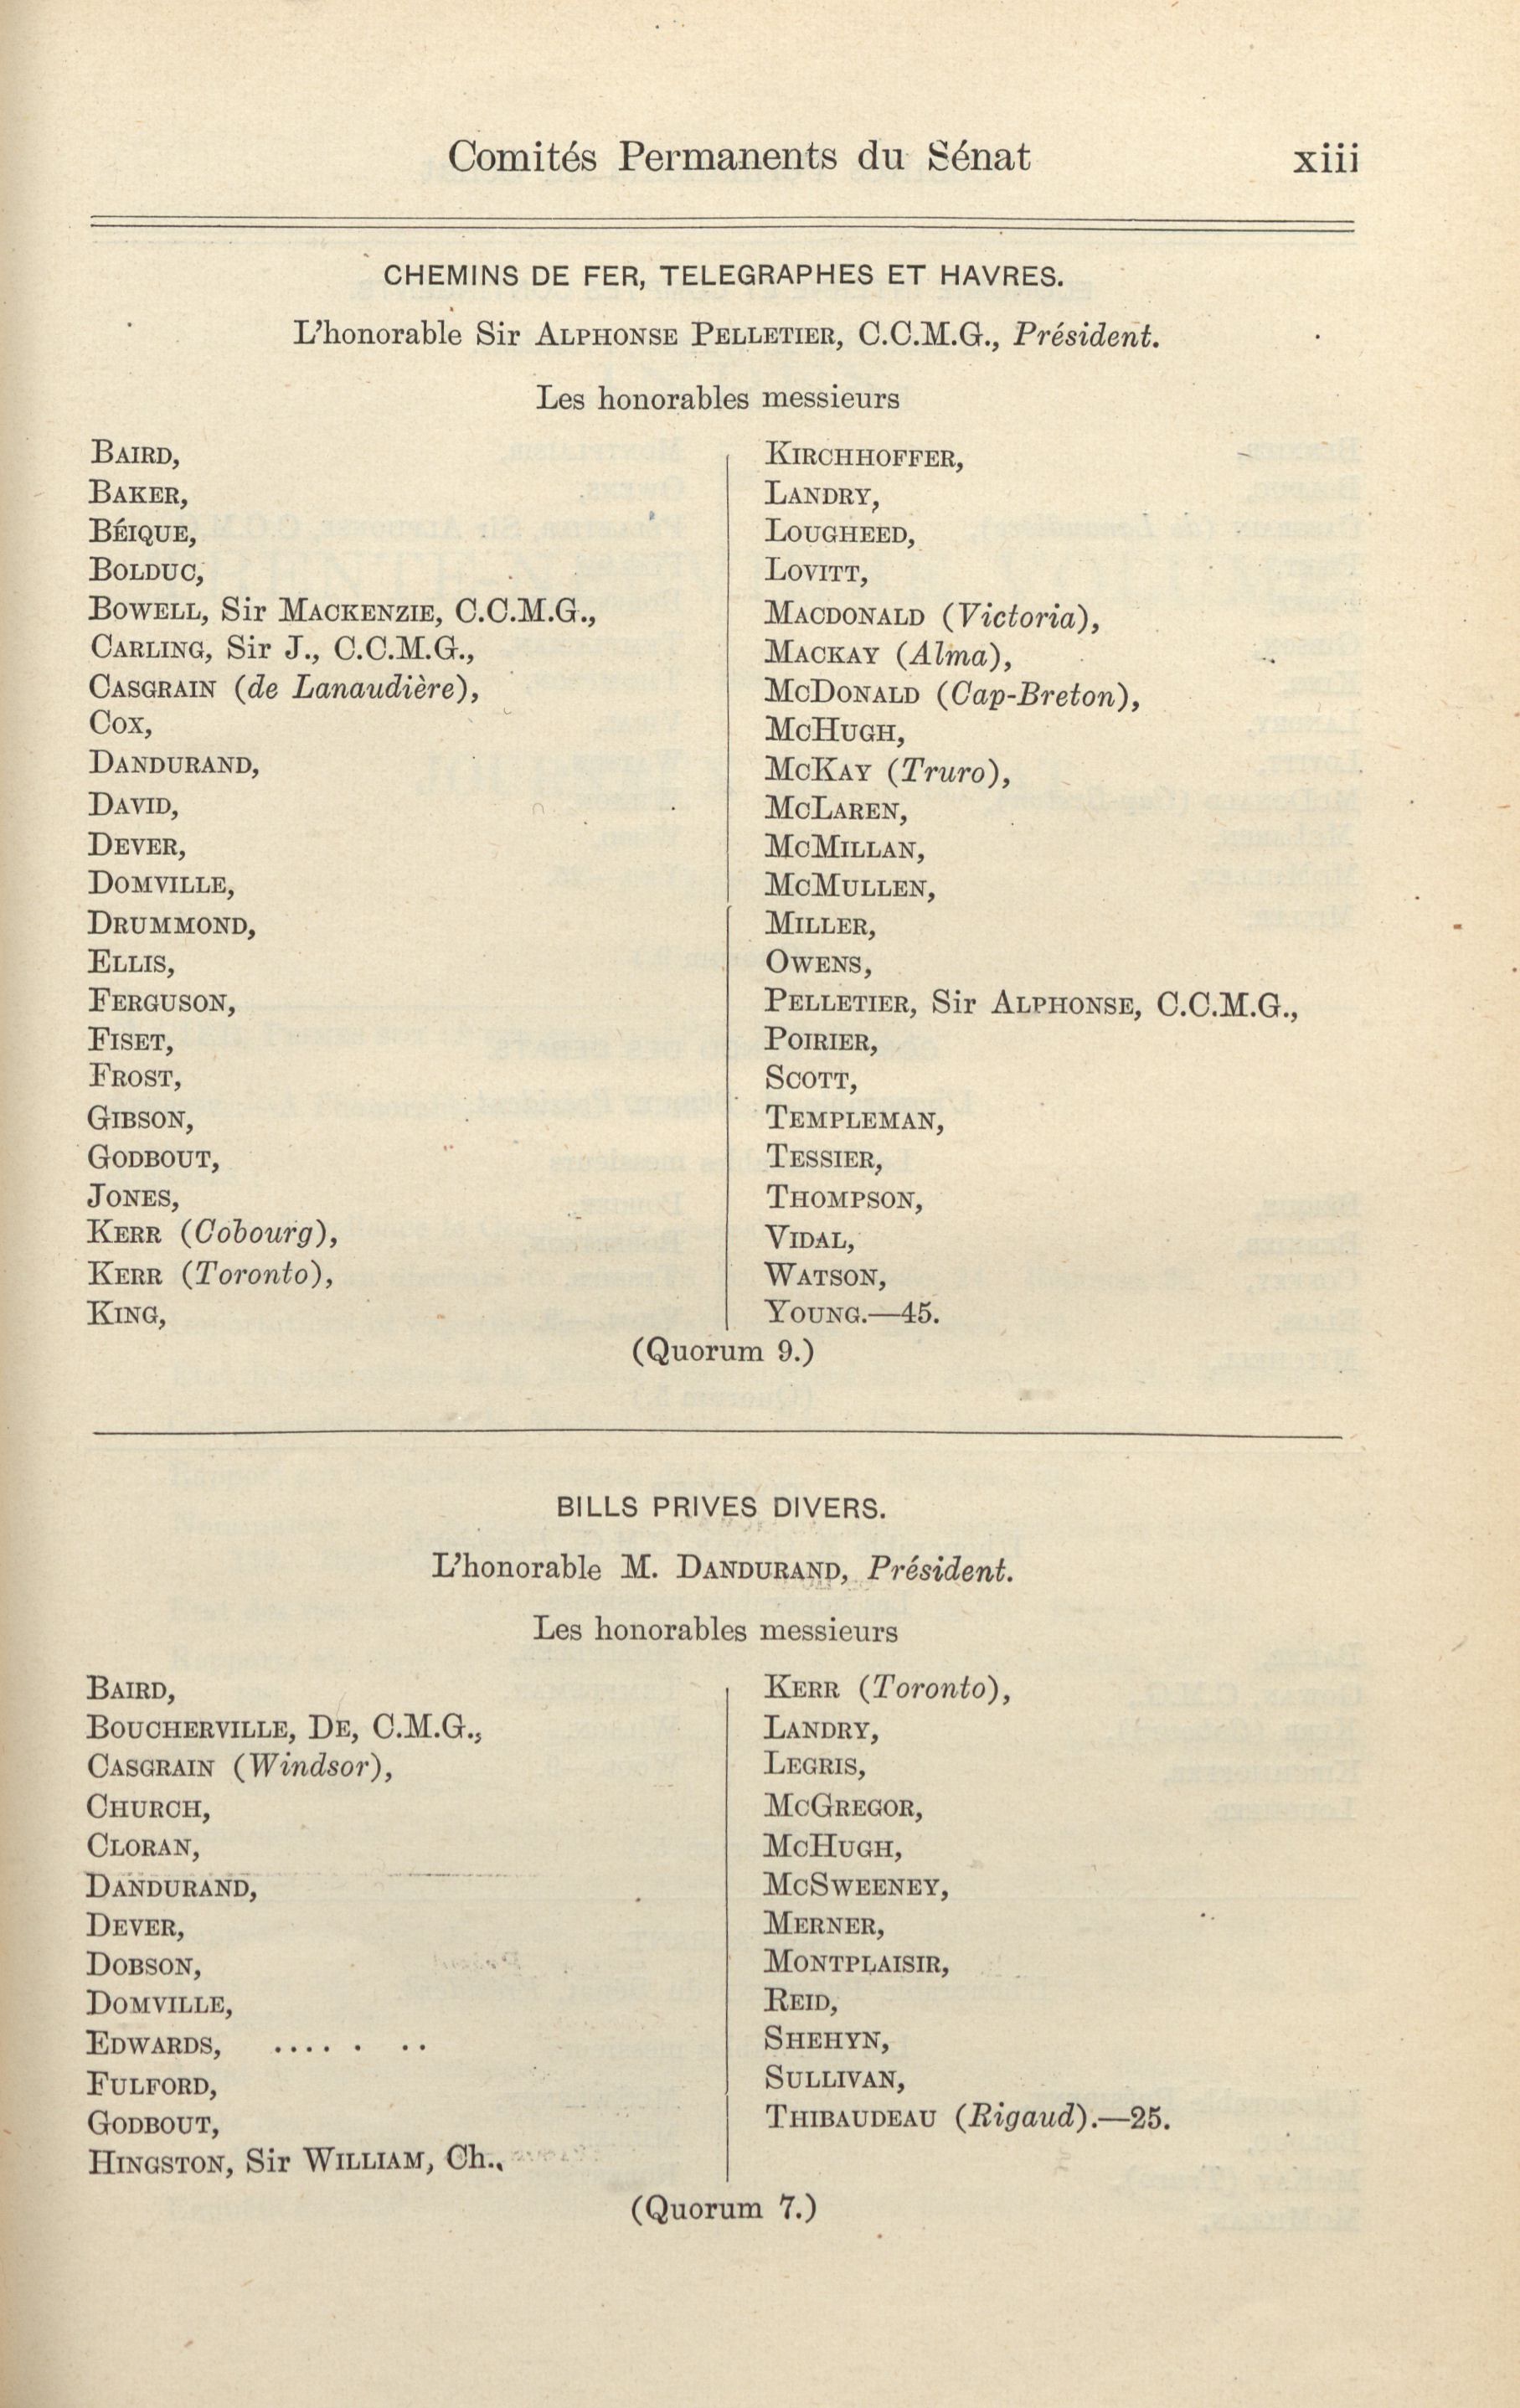 Comités Permanents du Sénat xiii
CHEMINS DE FER, TELEGRAPHES ET HAVRES.
L'honorable Sir ALPHONSE PELLETIER, C.C.M.G., Président.
Les honorables messieurs
BAIRD,
BAKER,
BÉIQUE,
BOLDUC,
BOWELL, Sir MACKENZIE, C.C.M.G.,
CARLING, Sir J., C.C.M.G.,
CASGRAIN (de Lanaudière),
COX,
DANDURAND,
DAVID,
DEVER,
DOMVILLE,
DRUMMOND,
ELLIS,
FERGUSON,
FISET,
FROST,
GIBSON,
GODBOUT,
JONES,
KERR (Cobourg),
KERR (Toronto),
KING,
KIRCHHOFFER,
LANDRY,
LOUGHEED,
LOVITT,
MACDONALD (Victoria),
MACKAY (Alma),
MCDONALD (Cap-Breton),
MCHUGH,
MCKAY (Truro),
MCLAREN,
MCMILLAN,
MCMULLEN,
MILLER,
OWENS,
PELLETIER, Sir ALPHONSE, C.C.M.G.,
POIRIER,
SCOTT,
TEMPLEMAN,
TESSIER,
THOMPSON,
VIDAL,
WATSON,
YOUNG.—45.
(Quorum 9.)
BILLS PRIVES DIVERS.
L'honorable M. DANDURAND, Président.
Les honorables messieurs
BAIRD,
BOUCHERVILLE, DE, C.M.G.,
CASGRAIN (Windsor),
CHURCH,
CLORAN,
DANDURAND,
DEVER,
DOBSON,
DOMVILLE,
EDWARDS, ..... . ..
FULFORD,
GODBOUT,
HINGSTON, Sir WILLIAM, Ch.,
KERR (Toronto),
LANDRY,
LEGRIS,
MCGREGOR,
MCHUGH,
MCSWEENEY,
MERNER,
MONTPLAISIR,
REID,
SHEHYN,
SULLIVAN,
THIBAUDEAU (Rigaud).—25.
(Quorum 7.)